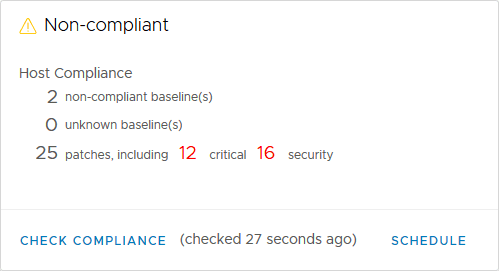 Non-compliant
Host Compliance
2 non-compliant baseline(s)
0 unknown baseline(s)
25 patches, including 12 critical 16 security
CHECK COMPLIANCE (checked 27 seconds ago) SCHEDULE